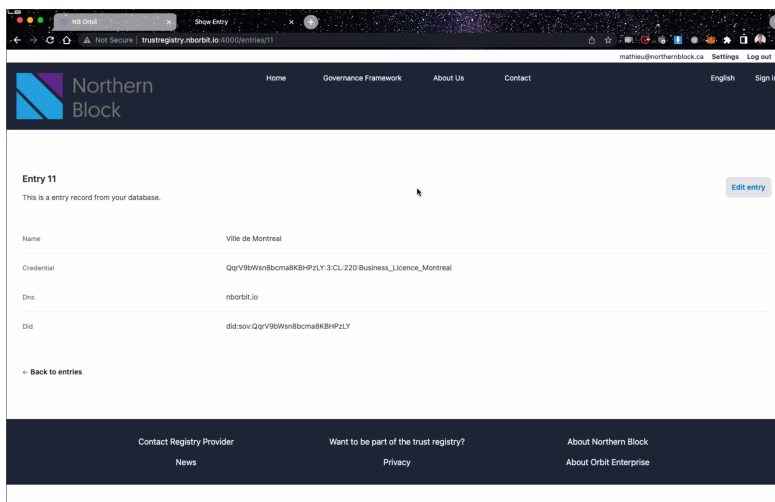 NB Orbit
Show Entry
Not Secure | trustregistry.nborbit.io:4000/entries/11
mathieu@northernblock.ca Settings Log out
Northern Block
Home Governance Framework About Us Contact English Sign i
Entry 11
This is a entry record from your database.
Edit entry
Name Ville de Montreal
Credential QqrV9bWsn8bcma8KBHPzLY:3:CL:220:Business_Licence_Montreal
Dns nborbit.io
Did did:sov:QqrV9bWsn8bcma8KBHPzLY
← Back to entries
Contact Registry Provider Want to be part of the trust registry? About Northern Block
News Privacy About Orbit Enterprise